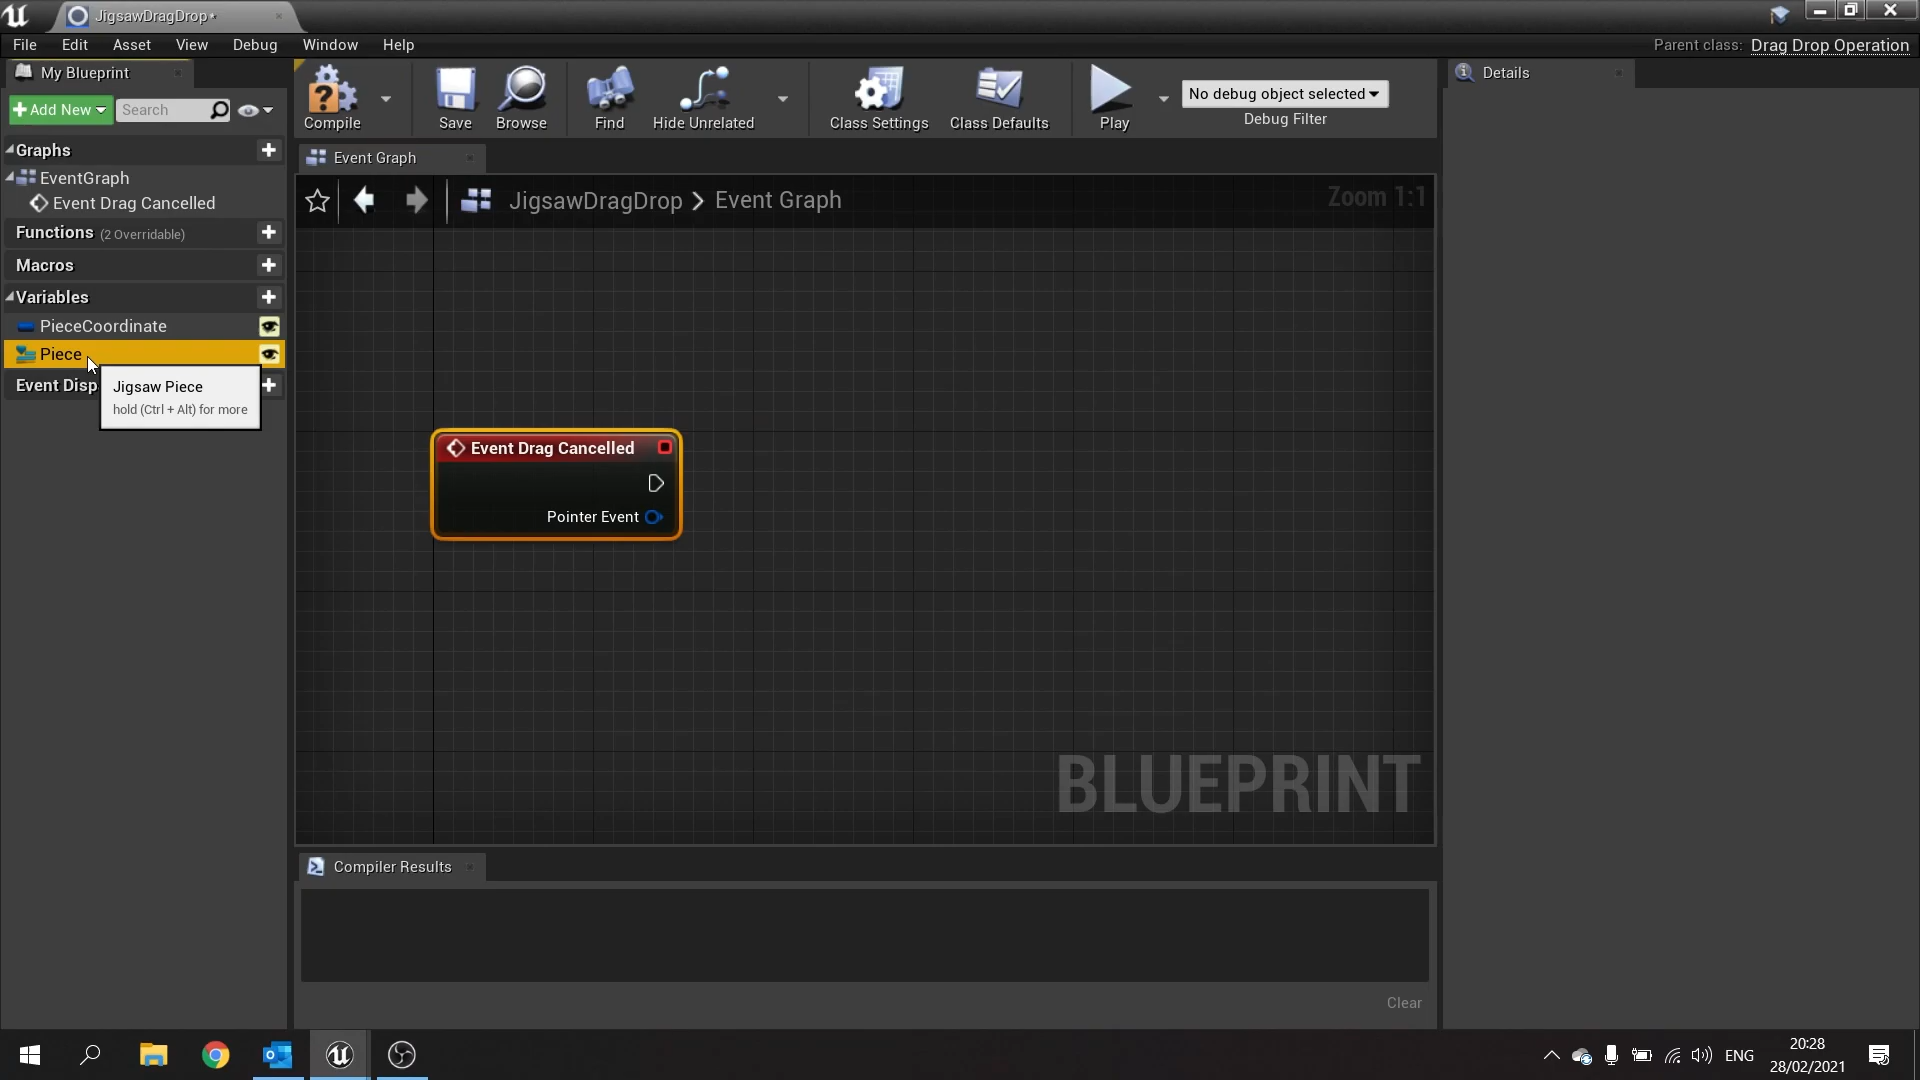 JigsawDragDrop*
File Edit Asset View Debug Window Help
Parent class: Drag Drop Operation
My Blueprint
Add New
Search
Graphs
EventGraph
Event Drag Cancelled
Functions (2 Overridable)
Macros
Variables
PieceCoordinate
Piece
Event Disp
Jigsaw Piece
hold (Ctrl + Alt) for more
Compile
Save
Browse
Find
Hide Unrelated
Class Settings
Class Defaults
Play
No debug object selected
Debug Filter
Event Graph
JigsawDragDrop > Event Graph
Zoom 1:1
Event Drag Cancelled
Pointer Event
BLUEPRINT
Compiler Results
Clear
Details
ENG
20:28
28/02/2021